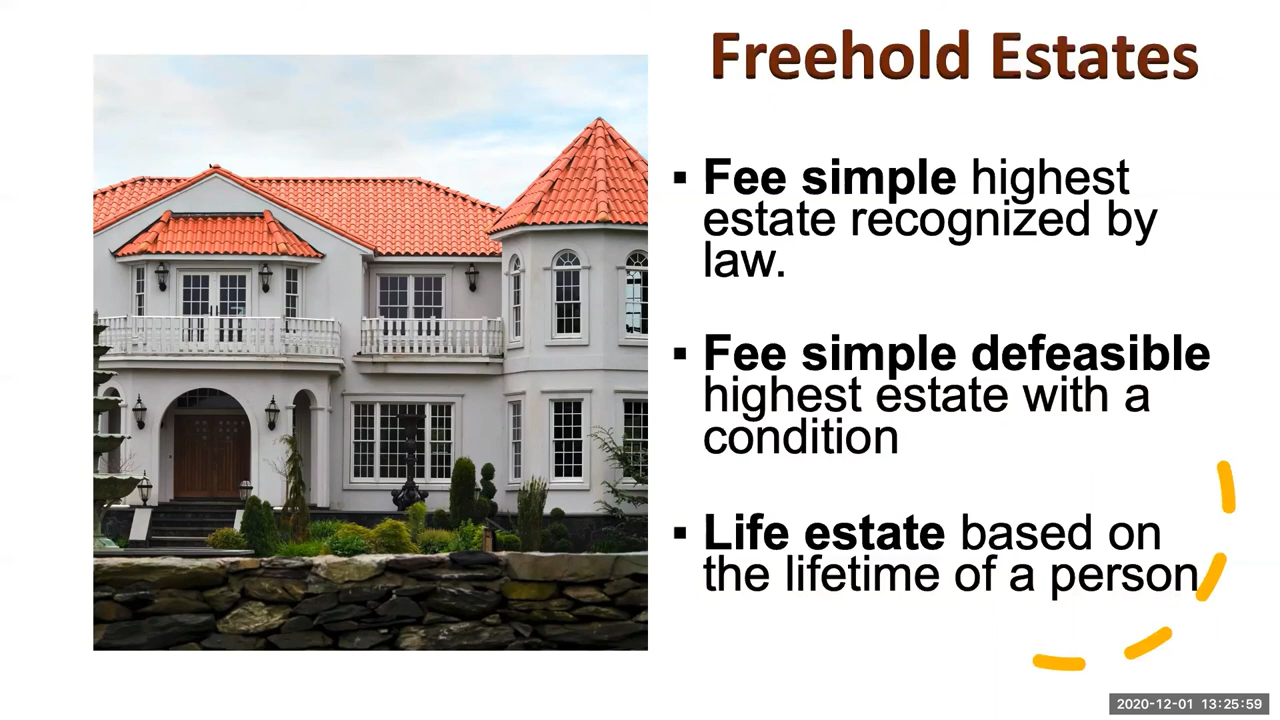 Freehold Estates
▪ Fee simple highest
estate recognized by
law.
▪ Fee simple defeasible
highest estate with a
condition
▪ Life estate based on
the lifetime of a person
2020-12-01 13:25:59